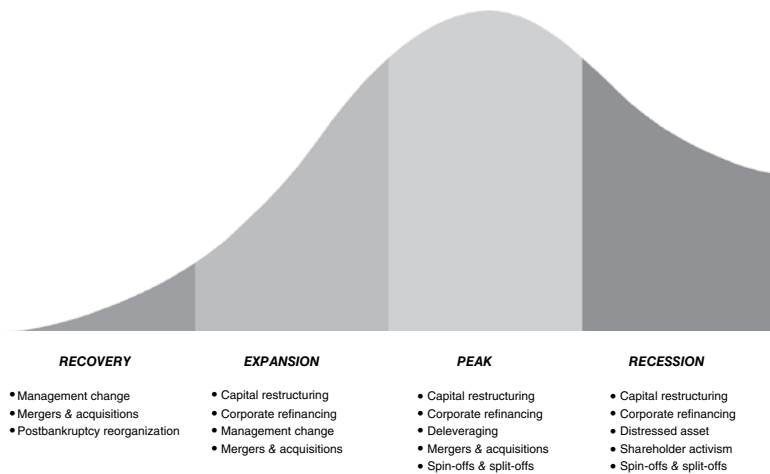 RECOVERY
• Management change
• Mergers & acquisitions
• Postbankruptcy reorganization
EXPANSION
• Capital restructuring
• Corporate refinancing
• Management change
• Mergers & acquisitions
PEAK
• Capital restructuring
• Corporate refinancing
• Deleveraging
• Mergers & acquisitions
• Spin-offs & split-offs
RECESSION
• Capital restructuring
• Corporate refinancing
• Distressed asset
• Shareholder activism
• Spin-offs & split-offs